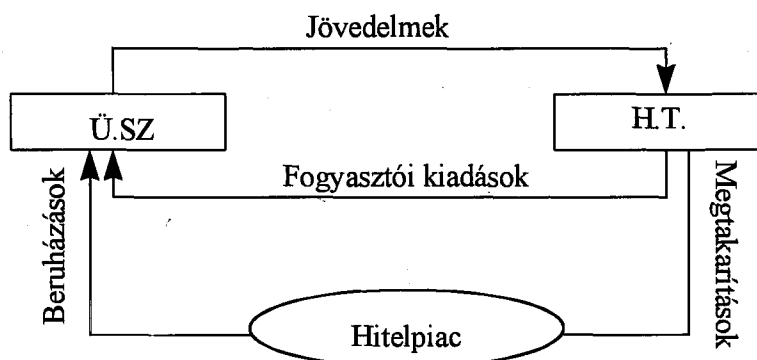 Jövedelmek
Ü.SZ
H.T.
Fogyasztói kiadások
Beruházások
Megtakarítások
Hitelpiac